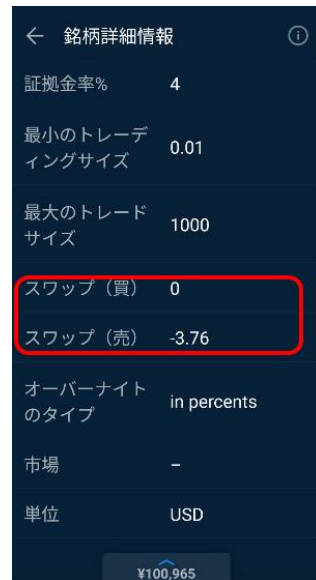 ← 銘柄詳細情報
証拠金率% 4
最小のトレーデ
ィングサイズ 0.01
最大のトレード
サイズ 1000
スワップ（買） 0
スワップ（売） -3.76
オーバーナイト
のタイプ in percents
市場 –
単位 USD
¥100,965